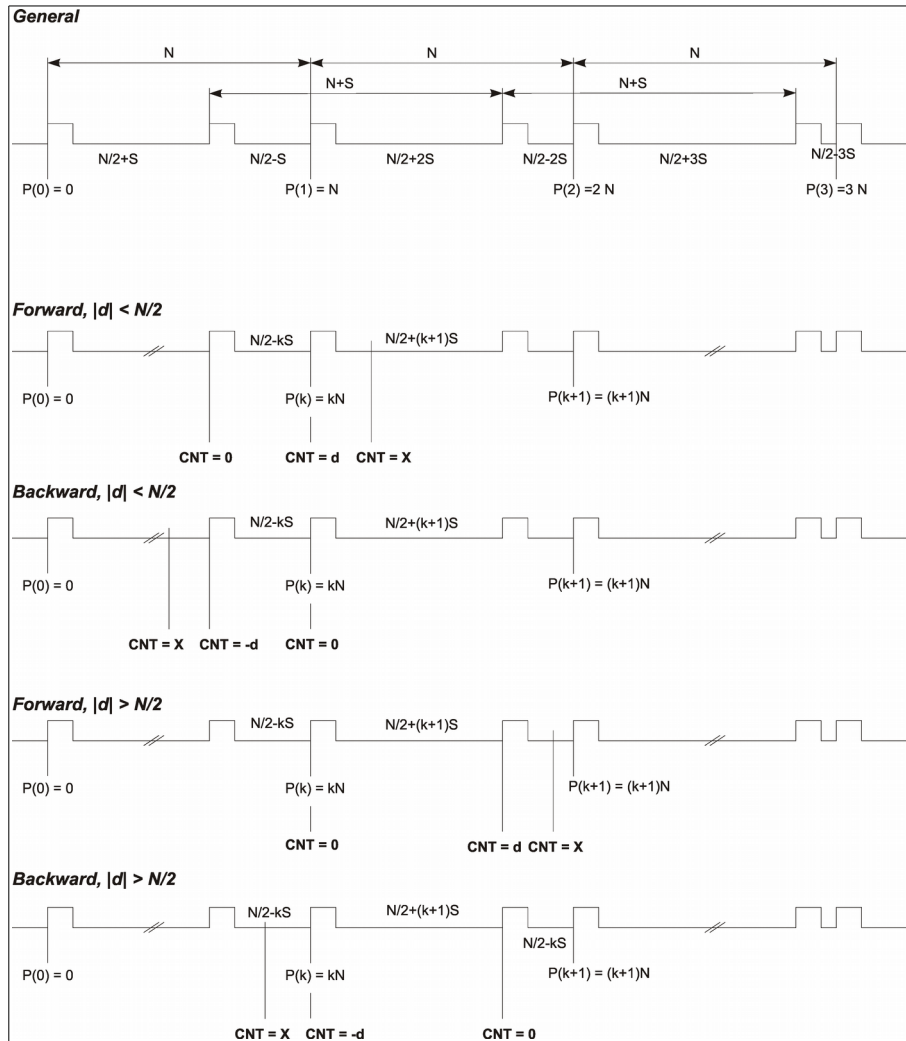 General
N N N
N+S N+S
N/2+S N/2-S N/2+2S N/2-2S N/2+3S N/2-3S
P(0) = 0 P(1) = N P(2) =2 N P(3) =3 N
Forward, |d| < N/2
N/2-kS N/2+(k+1)S
P(0) = 0 P(k) = kN P(k+1) = (k+1)N
CNT = 0 CNT = d CNT = X
Backward, |d| < N/2
N/2-kS N/2+(k+1)S
P(0) = 0 P(k) = kN P(k+1) = (k+1)N
CNT = X CNT = -d CNT = 0
Forward, |d| > N/2
N/2-kS N/2+(k+1)S
P(0) = 0 P(k) = kN P(k+1) = (k+1)N
CNT = 0 CNT = d CNT = X
Backward, |d| > N/2
N/2-kS N/2+(k+1)S
N/2-kS
P(0) = 0 P(k) = kN P(k+1) = (k+1)N
CNT = X CNT = -d CNT = 0